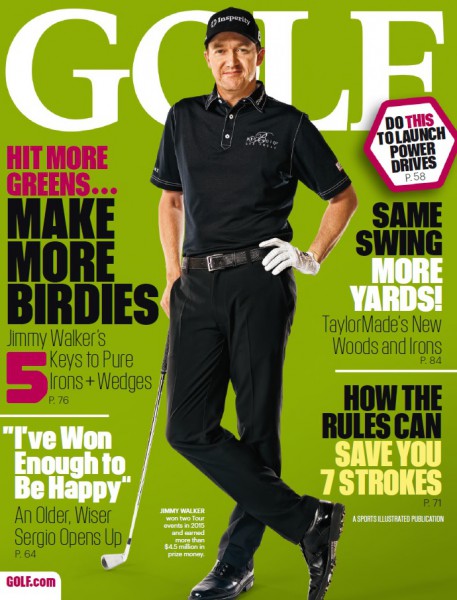 GOLF
Insperity
DO THIS
TO LAUNCH
POWER
DRIVES
P. 58
HIT MORE
GREENS...
MAKE
MORE
BIRDIES
Jimmy Walker's
5 Keys to Pure
Irons + Wedges
P. 76
SAME
SWING
MORE
YARDS!
TaylorMade's New
Woods and Irons
P. 84
HOW THE
RULES CAN
SAVE YOU
7 STROKES
P. 71
A SPORTS ILLUSTRATED PUBLICATION
"I've Won
Enough to
Be Happy“
An Older, Wiser
Sergio Opens Up
P. 64
JIMMY WALKER
won two Tour
events in 2015
and earned
more than
$4.5 million in
prize money.
GOLF.com